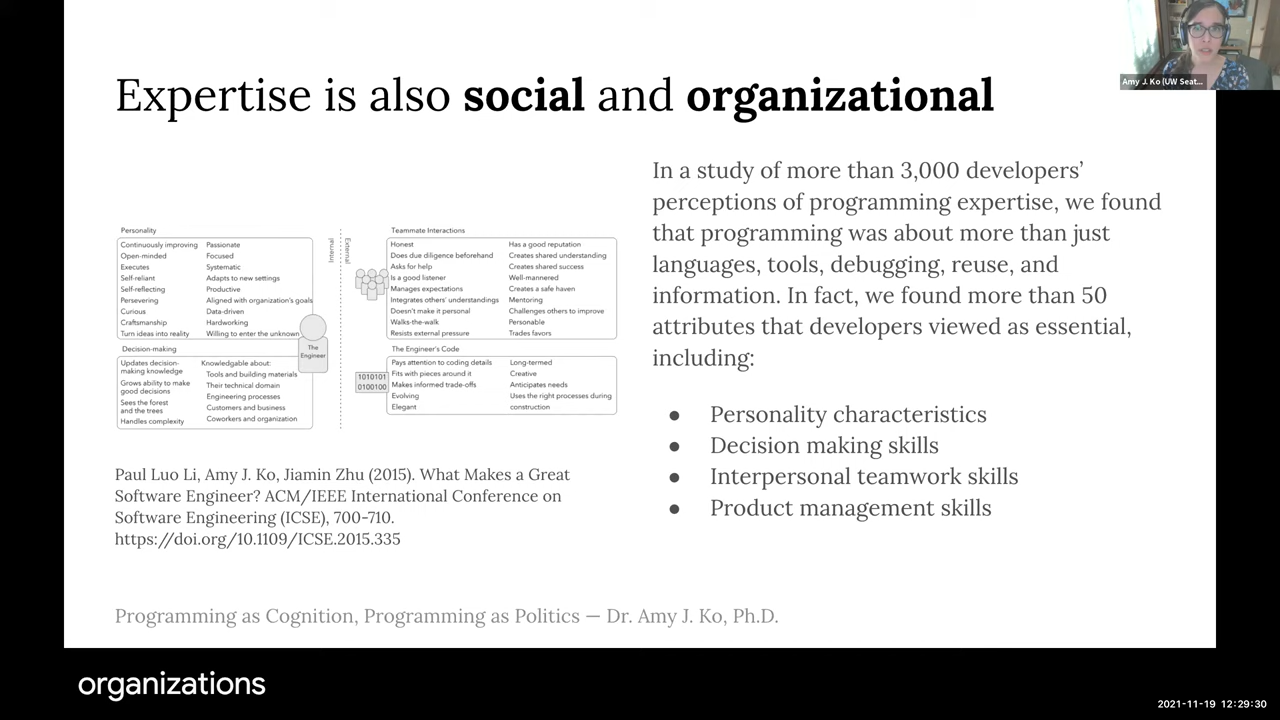 Amy J. Ko (UW Seat...
Expertise is also social and organizational
Personality
Continuously improving Passionate
Open-minded Focused
Executes Systematic
Self-reliant Adapts to new settings
Self-reflecting Productive
Persevering Aligned with organization's goals
Curious Data-driven
Craftsmanship Hardworking
Turn ideas into reality Willing to enter the unknown
Decision-making
Updates decision-
making knowledge
Grows ability to make
good decisions
Sees the forest
and the trees
Handles complexity
Knowledgable about:
Tools and building materials
Their technical domain
Engineering processes
Customers and business
Coworkers and organization
The
Engineer
Internal
External
Teammate Interactions
Honest Has a good reputation
Does due diligence beforehand Creates shared understanding
Asks for help Creates shared success
Is a good listener Well-mannered
Manages expectations Creates a safe haven
Integrates others' understandings Mentoring
Doesn't make it personal Challenges others to improve
Walks-the-walk Personable
Resists external pressure Trades favors
The Engineer's Code
1010101
0100100
Pays attention to coding details Long-termed
Fits with pieces around it Creative
Makes informed trade-offs Anticipates needs
Evolving Uses the right processes during
Elegant construction
Paul Luo Li, Amy J. Ko, Jiamin Zhu (2015). What Makes a Great
Software Engineer? ACM/IEEE International Conference on
Software Engineering (ICSE), 700-710.
https://doi.org/10.1109/ICSE.2015.335
In a study of more than 3,000 developers'
perceptions of programming expertise, we found
that programming was about more than just
languages, tools, debugging, reuse, and
information. In fact, we found more than 50
attributes that developers viewed as essential,
including:
● Personality characteristics
● Decision making skills
● Interpersonal teamwork skills
● Product management skills
Programming as Cognition, Programming as Politics — Dr. Amy J. Ko, Ph.D.
organizations
2021-11-19 12:29:30